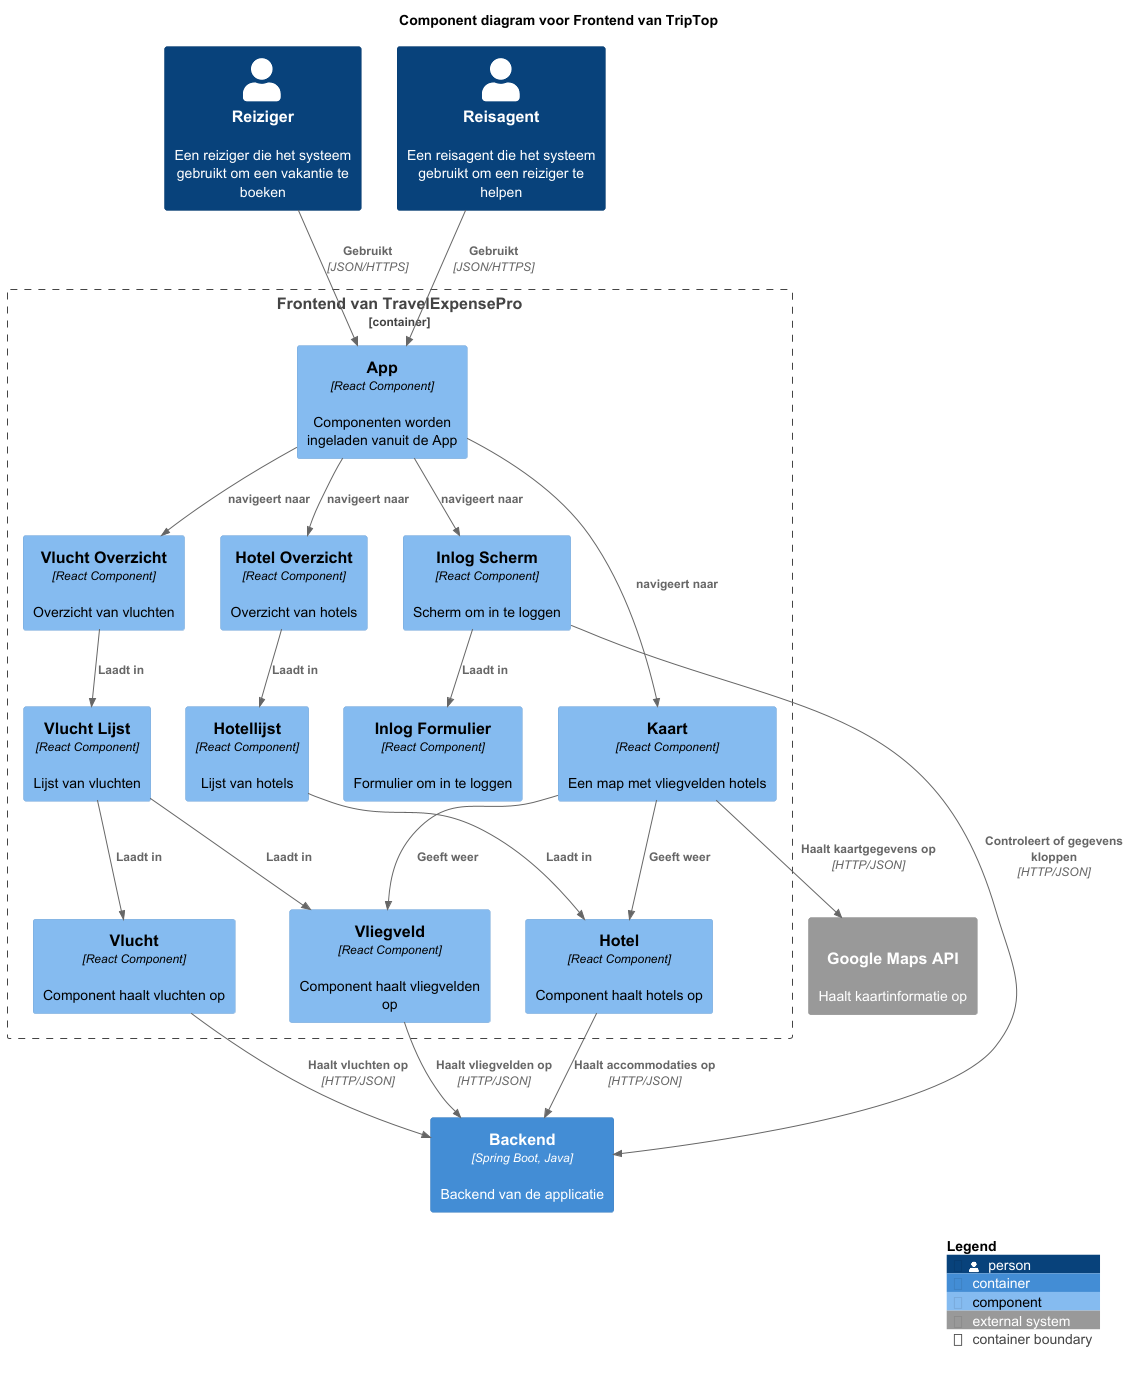 Component diagram voor Frontend van TripTop
Reiziger
Een reiziger die het systeem
gebruikt om een vakantie te
boeken
Reisagent
Een reisagent die het systeem
gebruikt om een reiziger te
helpen
Gebruikt
[JSON/HTTPS]
Gebruikt
[JSON/HTTPS]
Frontend van TravelExpensePro
[container]
App
[React Component]
Componenten worden
ingeladen vanuit de App
navigeert naar
navigeert naar
navigeert naar
navigeert naar
Vlucht Overzicht
[React Component]
Overzicht van vluchten
Hotel Overzicht
[React Component]
Overzicht van hotels
Inlog Scherm
[React Component]
Scherm om in te loggen
Laadt in
Laadt in
Laadt in
Vlucht Lijst
[React Component]
Lijst van vluchten
Hotellijst
[React Component]
Lijst van hotels
Inlog Formulier
[React Component]
Formulier om in te loggen
Kaart
[React Component]
Een map met vliegvelden hotels
Laadt in
Laadt in
Geeft weer
Laadt in
Geeft weer
Haalt kaartgegevens op
[HTTP/JSON]
Controleert of gegevens
kloppen
[HTTP/JSON]
Vlucht
[React Component]
Component haalt vluchten op
Vliegveld
[React Component]
Component haalt vliegvelden
op
Hotel
[React Component]
Component haalt hotels op
Google Maps API
Haalt kaartinformatie op
Haalt vluchten op
[HTTP/JSON]
Haalt vliegvelden op
[HTTP/JSON]
Haalt accommodaties op
[HTTP/JSON]
Backend
[Spring Boot, Java]
Backend van de applicatie
Legend
person
container
component
external system
container boundary